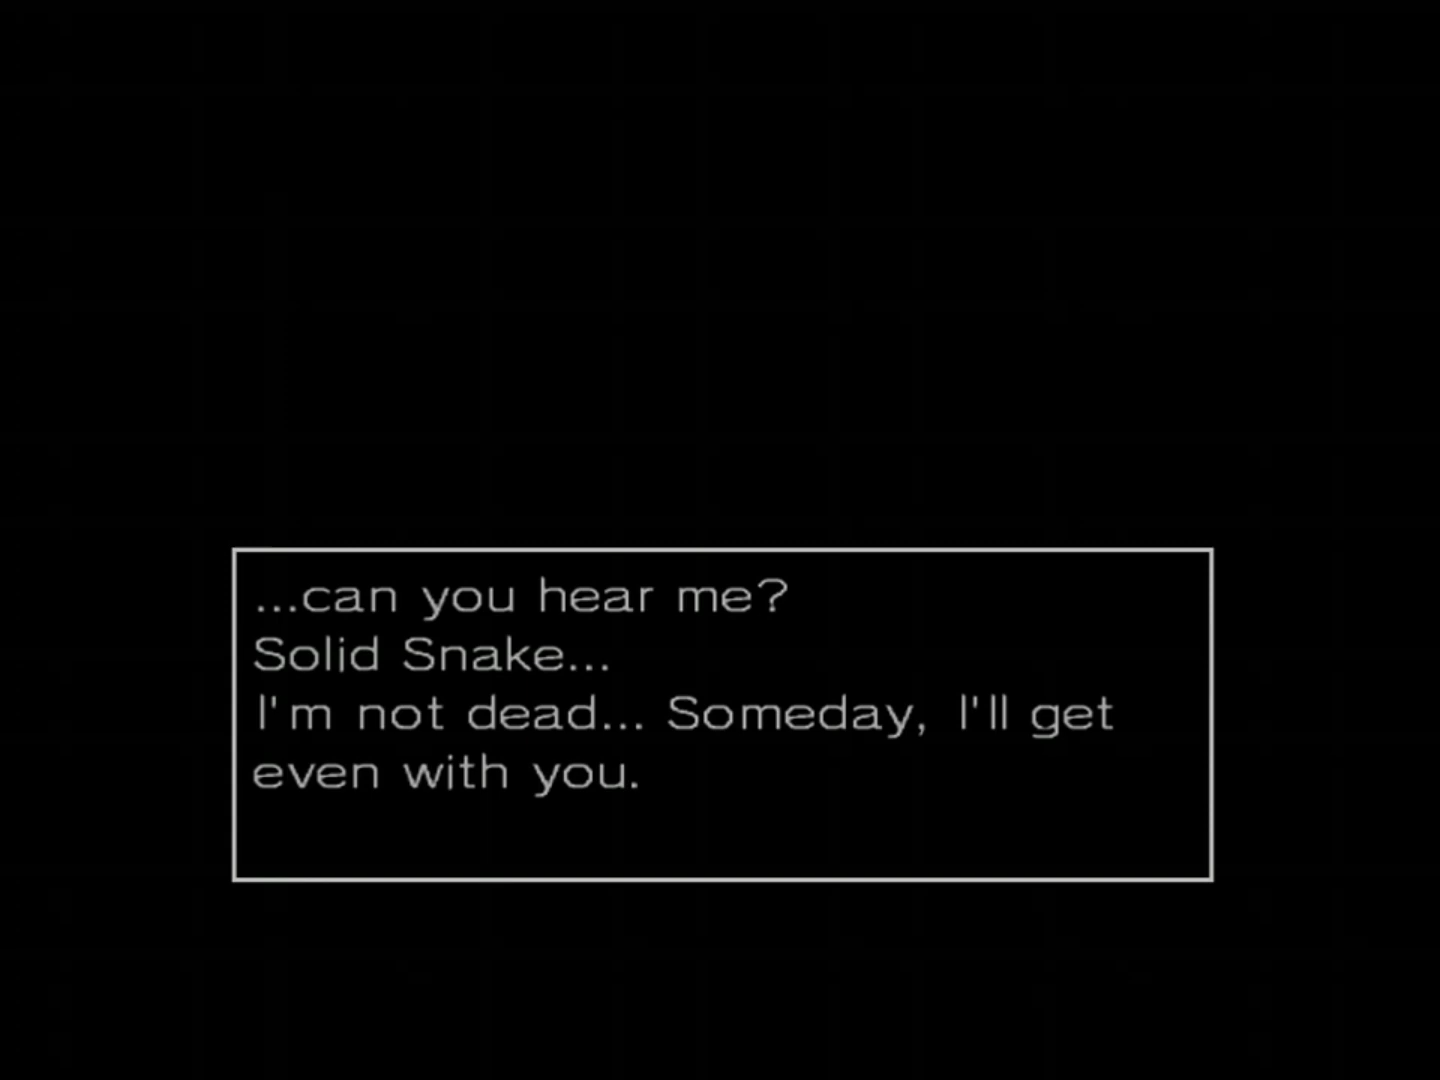 ...can you hear me?
Solid Snake...
I'm not dead... Someday, I'll get
even with you.